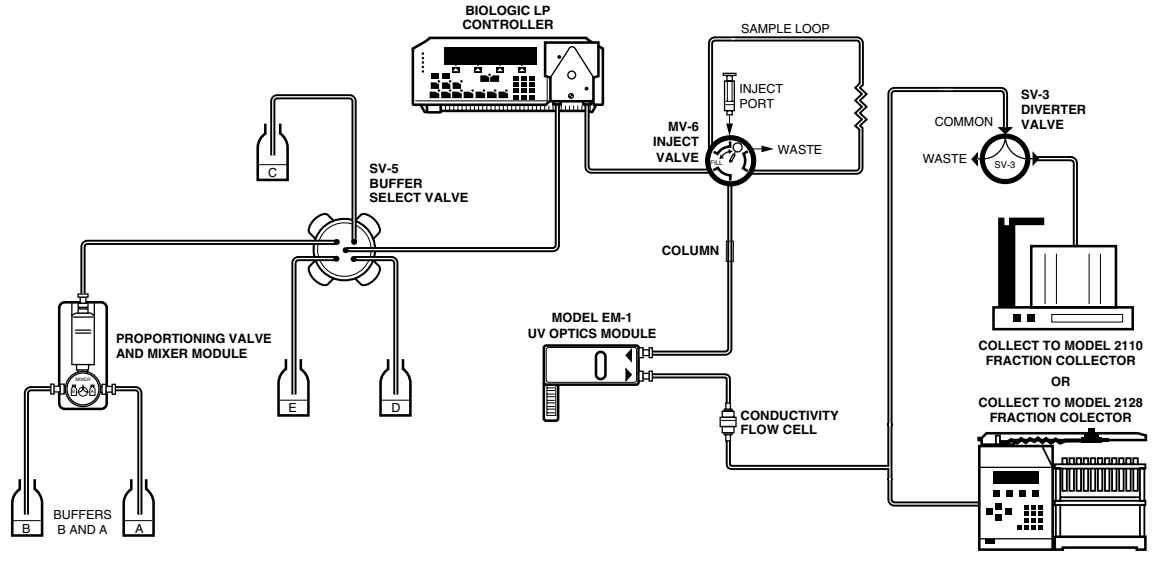 BIOLOGIC LP
CONTROLLER
SAMPLE LOOP
INJECT
PORT
MV-6
INJECT
VALVE
FILL
WASTE
SV-3
DIVERTER
VALVE
COMMON
WASTE
SV-3
C
SV-5
BUFFER
SELECT VALVE
COLUMN
MODEL EM-1
UV OPTICS MODULE
PROPORTIONING VALVE
AND MIXER MODULE
MIXER
E
D
CONDUCTIVITY
FLOW CELL
COLLECT TO MODEL 2110
FRACTION COLLECTOR
OR
COLLECT TO MODEL 2128
FRACTION COLECTOR
B
BUFFERS
B AND A
A